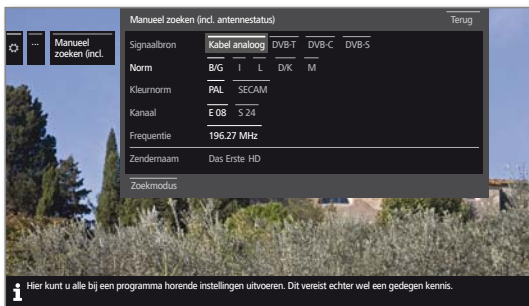 Manueel zoeken (incl. antennestatus) Terug
...
Manueel
zoeken (incl.
Signaalbron Kabel analoog DVB-T DVB-C DVB-S
Norm B/G I L D/K M
Kleurnorm PAL SECAM
Kanaal E 08 S 24
Frequentie 196.27 MHz
Zendernaam Das Erste HD
Zoekmodus
Hier kunt u alle bij een programma horende instellingen uitvoeren. Dit vereist echter wel een gedegen kennis.